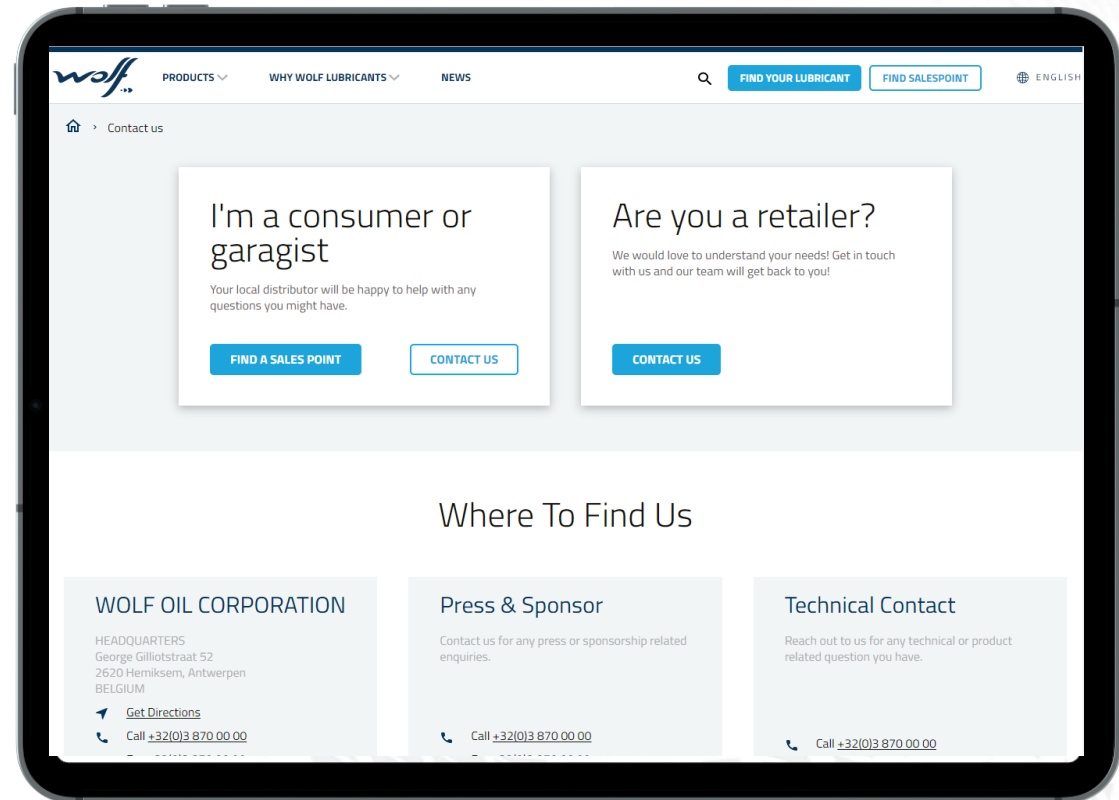 wolf
PRODUCTS
WHY WOLF LUBRICANTS
NEWS
FIND YOUR LUBRICANT
FIND SALESPOINT
ENGLISH
Contact us
I'm a consumer or
garagist
Your local distributor will be happy to help with any
questions you might have.
FIND A SALES POINT
CONTACT US
Are you a retailer?
We would love to understand your needs! Get in touch
with us and our team will get back to you!
CONTACT US
Where To Find Us
WOLF OIL CORPORATION
HEADQUARTERS
George Gilliotstraat 52
2620 Hemiksem, Antwerpen
BELGIUM
Get Directions
Call +32(0)3 870 00 00
Press & Sponsor
Contact us for any press or sponsorship related
enquiries.
Call +32(0)3 870 00 00
Technical Contact
Reach out to us for any technical or product
related question you have.
Call +32(0)3 870 00 00